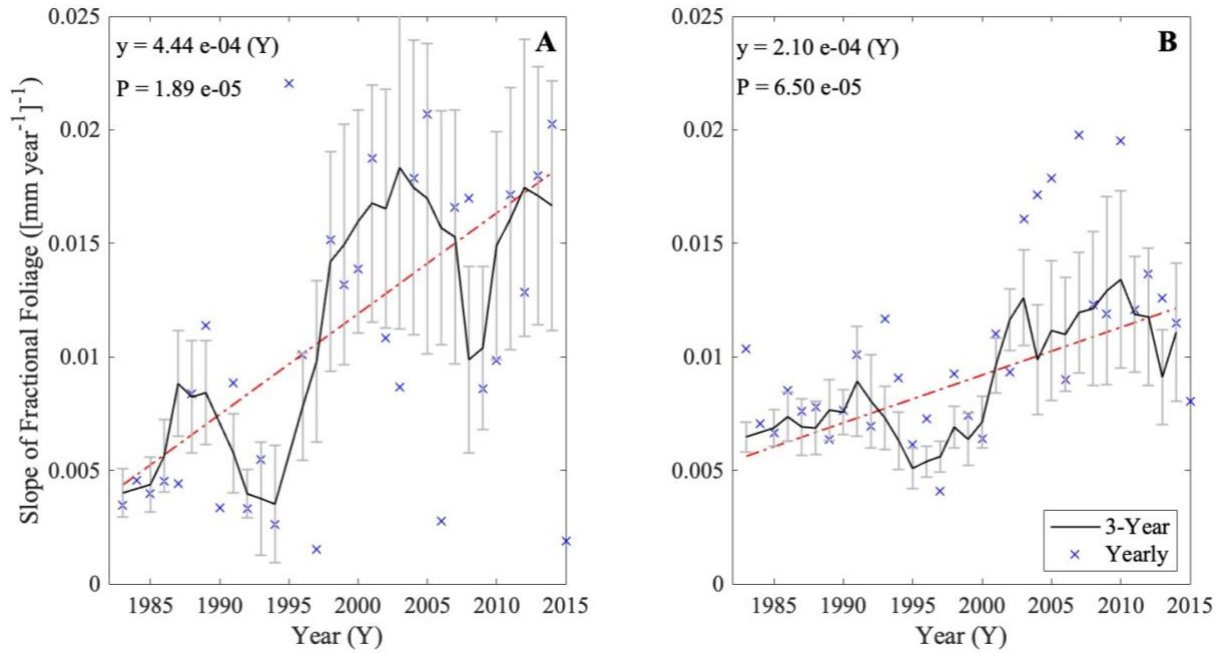 y = 4.44 e-04 (Y)
P = 1.89 e-05
A
Slope of Fractional Foliage ([mm year⁻¹]⁻¹)
0.025
0.02
0.015
0.01
0.005
0
1985 1990 1995 2000 2005 2010 2015
Year (Y)
y = 2.10 e-04 (Y)
P = 6.50 e-05
B
0.025
0.02
0.015
0.01
0.005
0
3-Year
Yearly
1985 1990 1995 2000 2005 2010 2015
Year (Y)